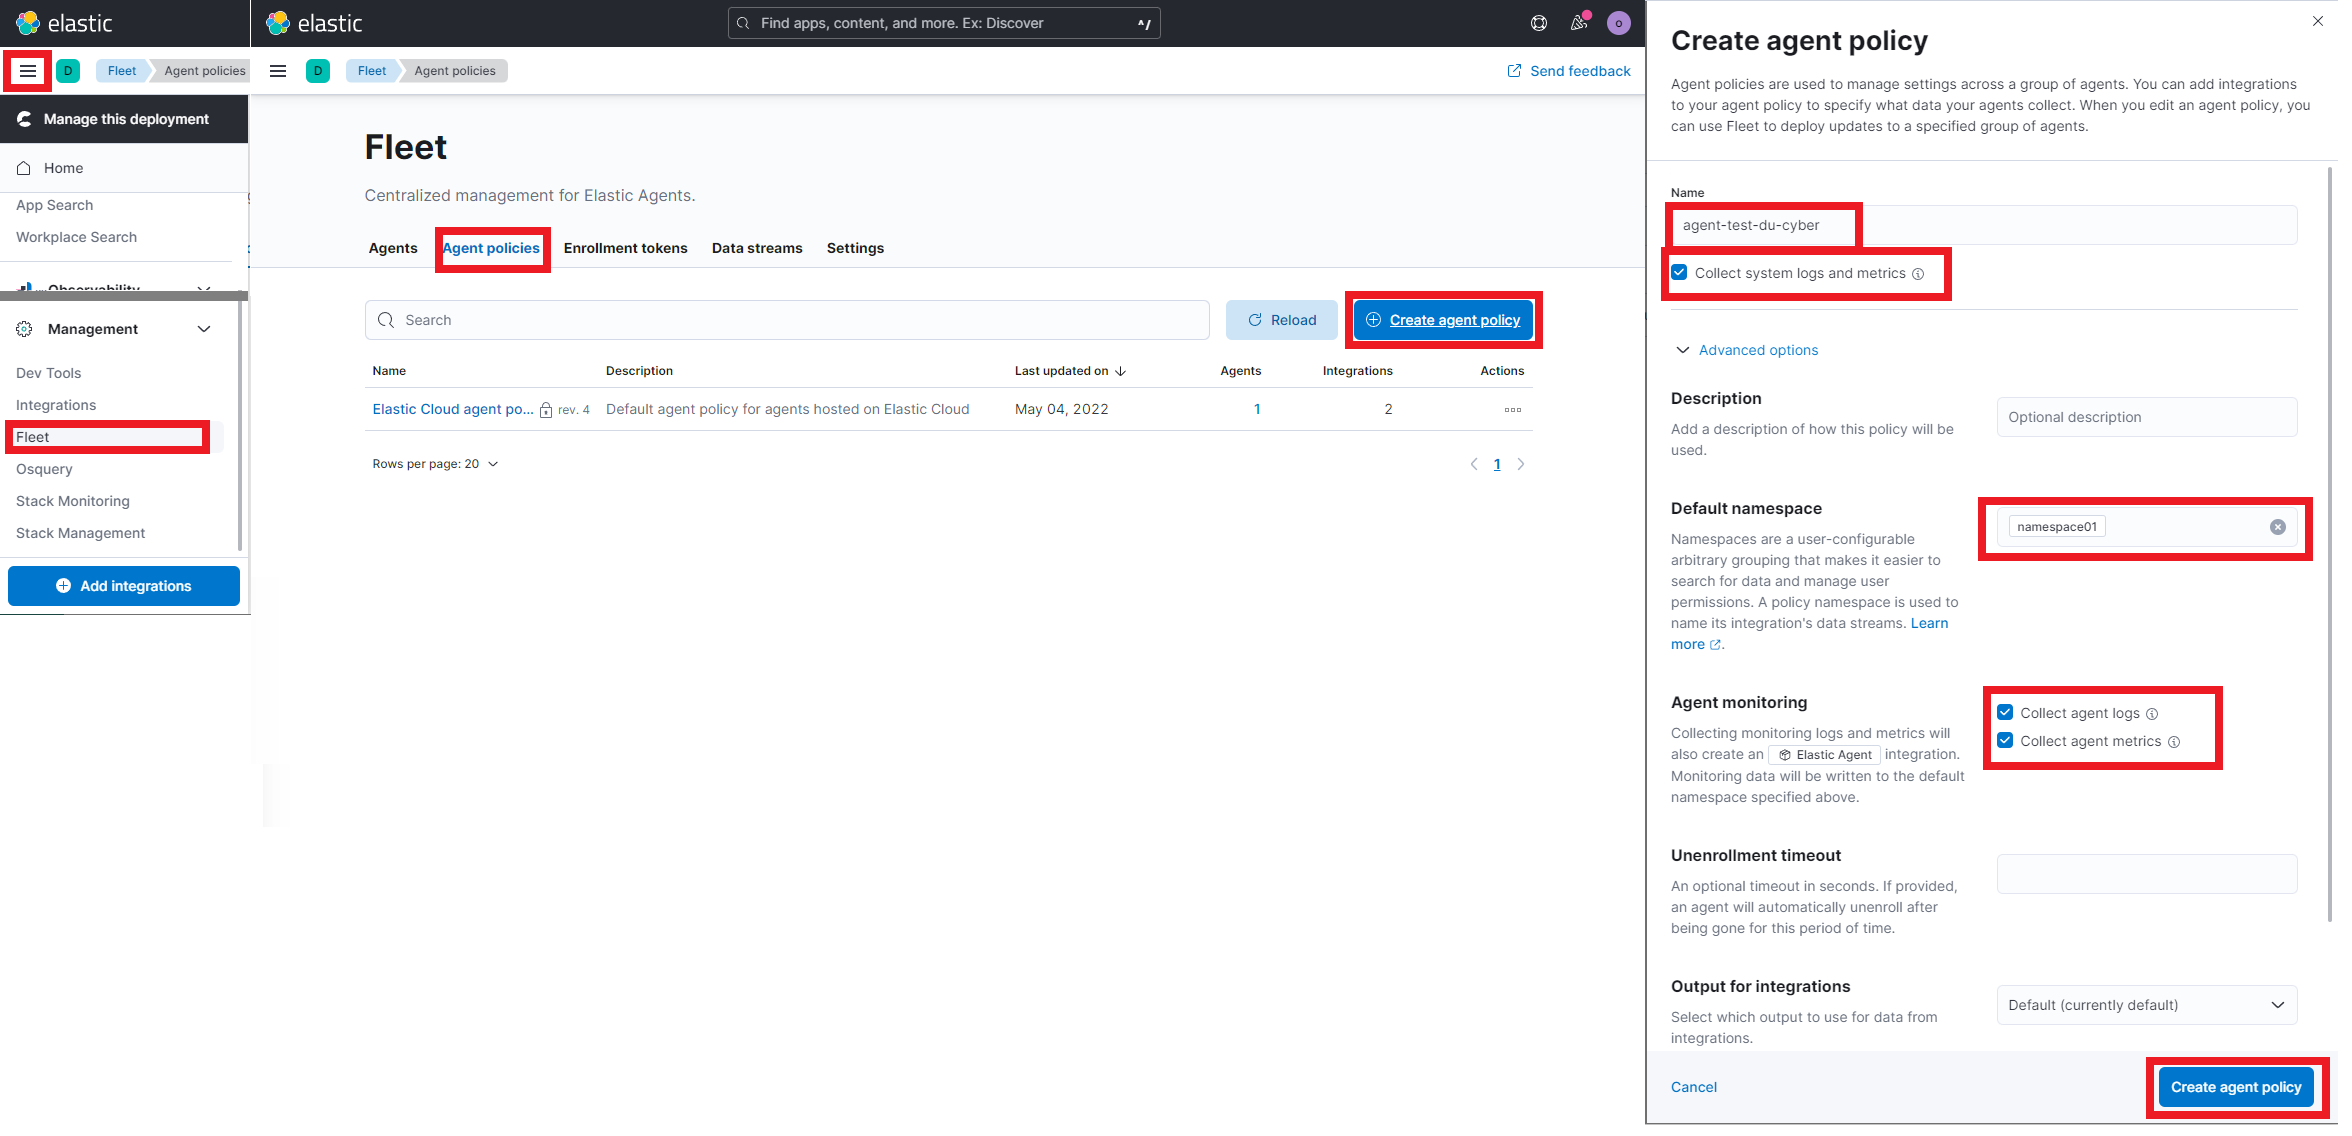 elastic
D Fleet Agent policies
Manage this deployment
Home
App Search
Workplace Search
Observability
Management
Dev Tools
Integrations
Fleet
Osquery
Stack Monitoring
Stack Management
Add integrations
elastic
Find apps, content, and more. Ex: Discover ^/
o
D Fleet Agent policies
Send feedback
Fleet
Centralized management for Elastic Agents.
Agents Agent policies Enrollment tokens Data streams Settings
Search
Reload
Create agent policy
Name Description Last updated on Agents Integrations Actions
Elastic Cloud agent po... rev. 4 Default agent policy for agents hosted on Elastic Cloud May 04, 2022 1 2
Rows per page: 20
1
Create agent policy
Agent policies are used to manage settings across a group of agents. You can add integrations
to your agent policy to specify what data your agents collect. When you edit an agent policy, you
can use Fleet to deploy updates to a specified group of agents.
Name
agent-test-du-cyber
Collect system logs and metrics
Advanced options
Description
Add a description of how this policy will be
used.
Optional description
Default namespace
Namespaces are a user-configurable
arbitrary grouping that makes it easier to
search for data and manage user
permissions. A policy namespace is used to
name its integration's data streams. Learn
more .
namespace01
Agent monitoring
Collecting monitoring logs and metrics will
also create an Elastic Agent integration.
Monitoring data will be written to the default
namespace specified above.
Collect agent logs
Collect agent metrics
Unenrollment timeout
An optional timeout in seconds. If provided,
an agent will automatically unenroll after
being gone for this period of time.
Output for integrations
Select which output to use for data from
integrations.
Default (currently default)
Cancel
Create agent policy